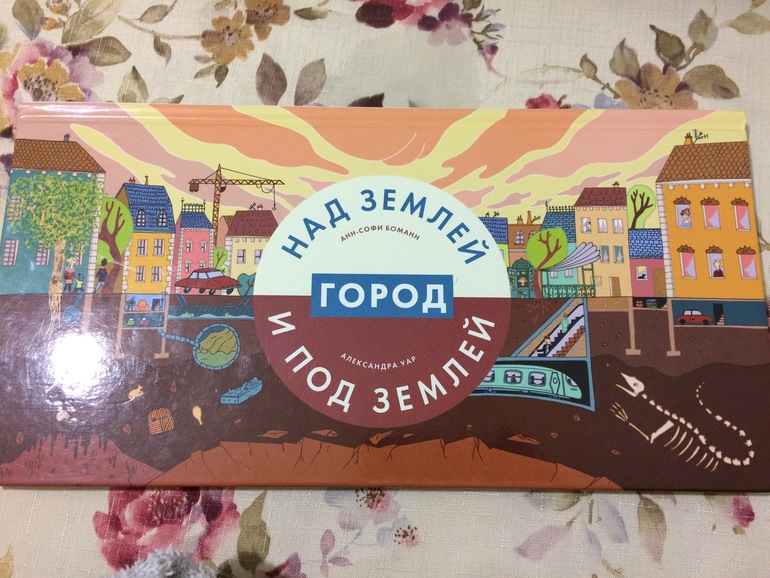 НАД ЗЕМЛЕЙ
АНН-СОФИ БОМАНН
ГОРОД
АЛЕКСАНДРА УАР
И ПОД ЗЕМЛЕЙ